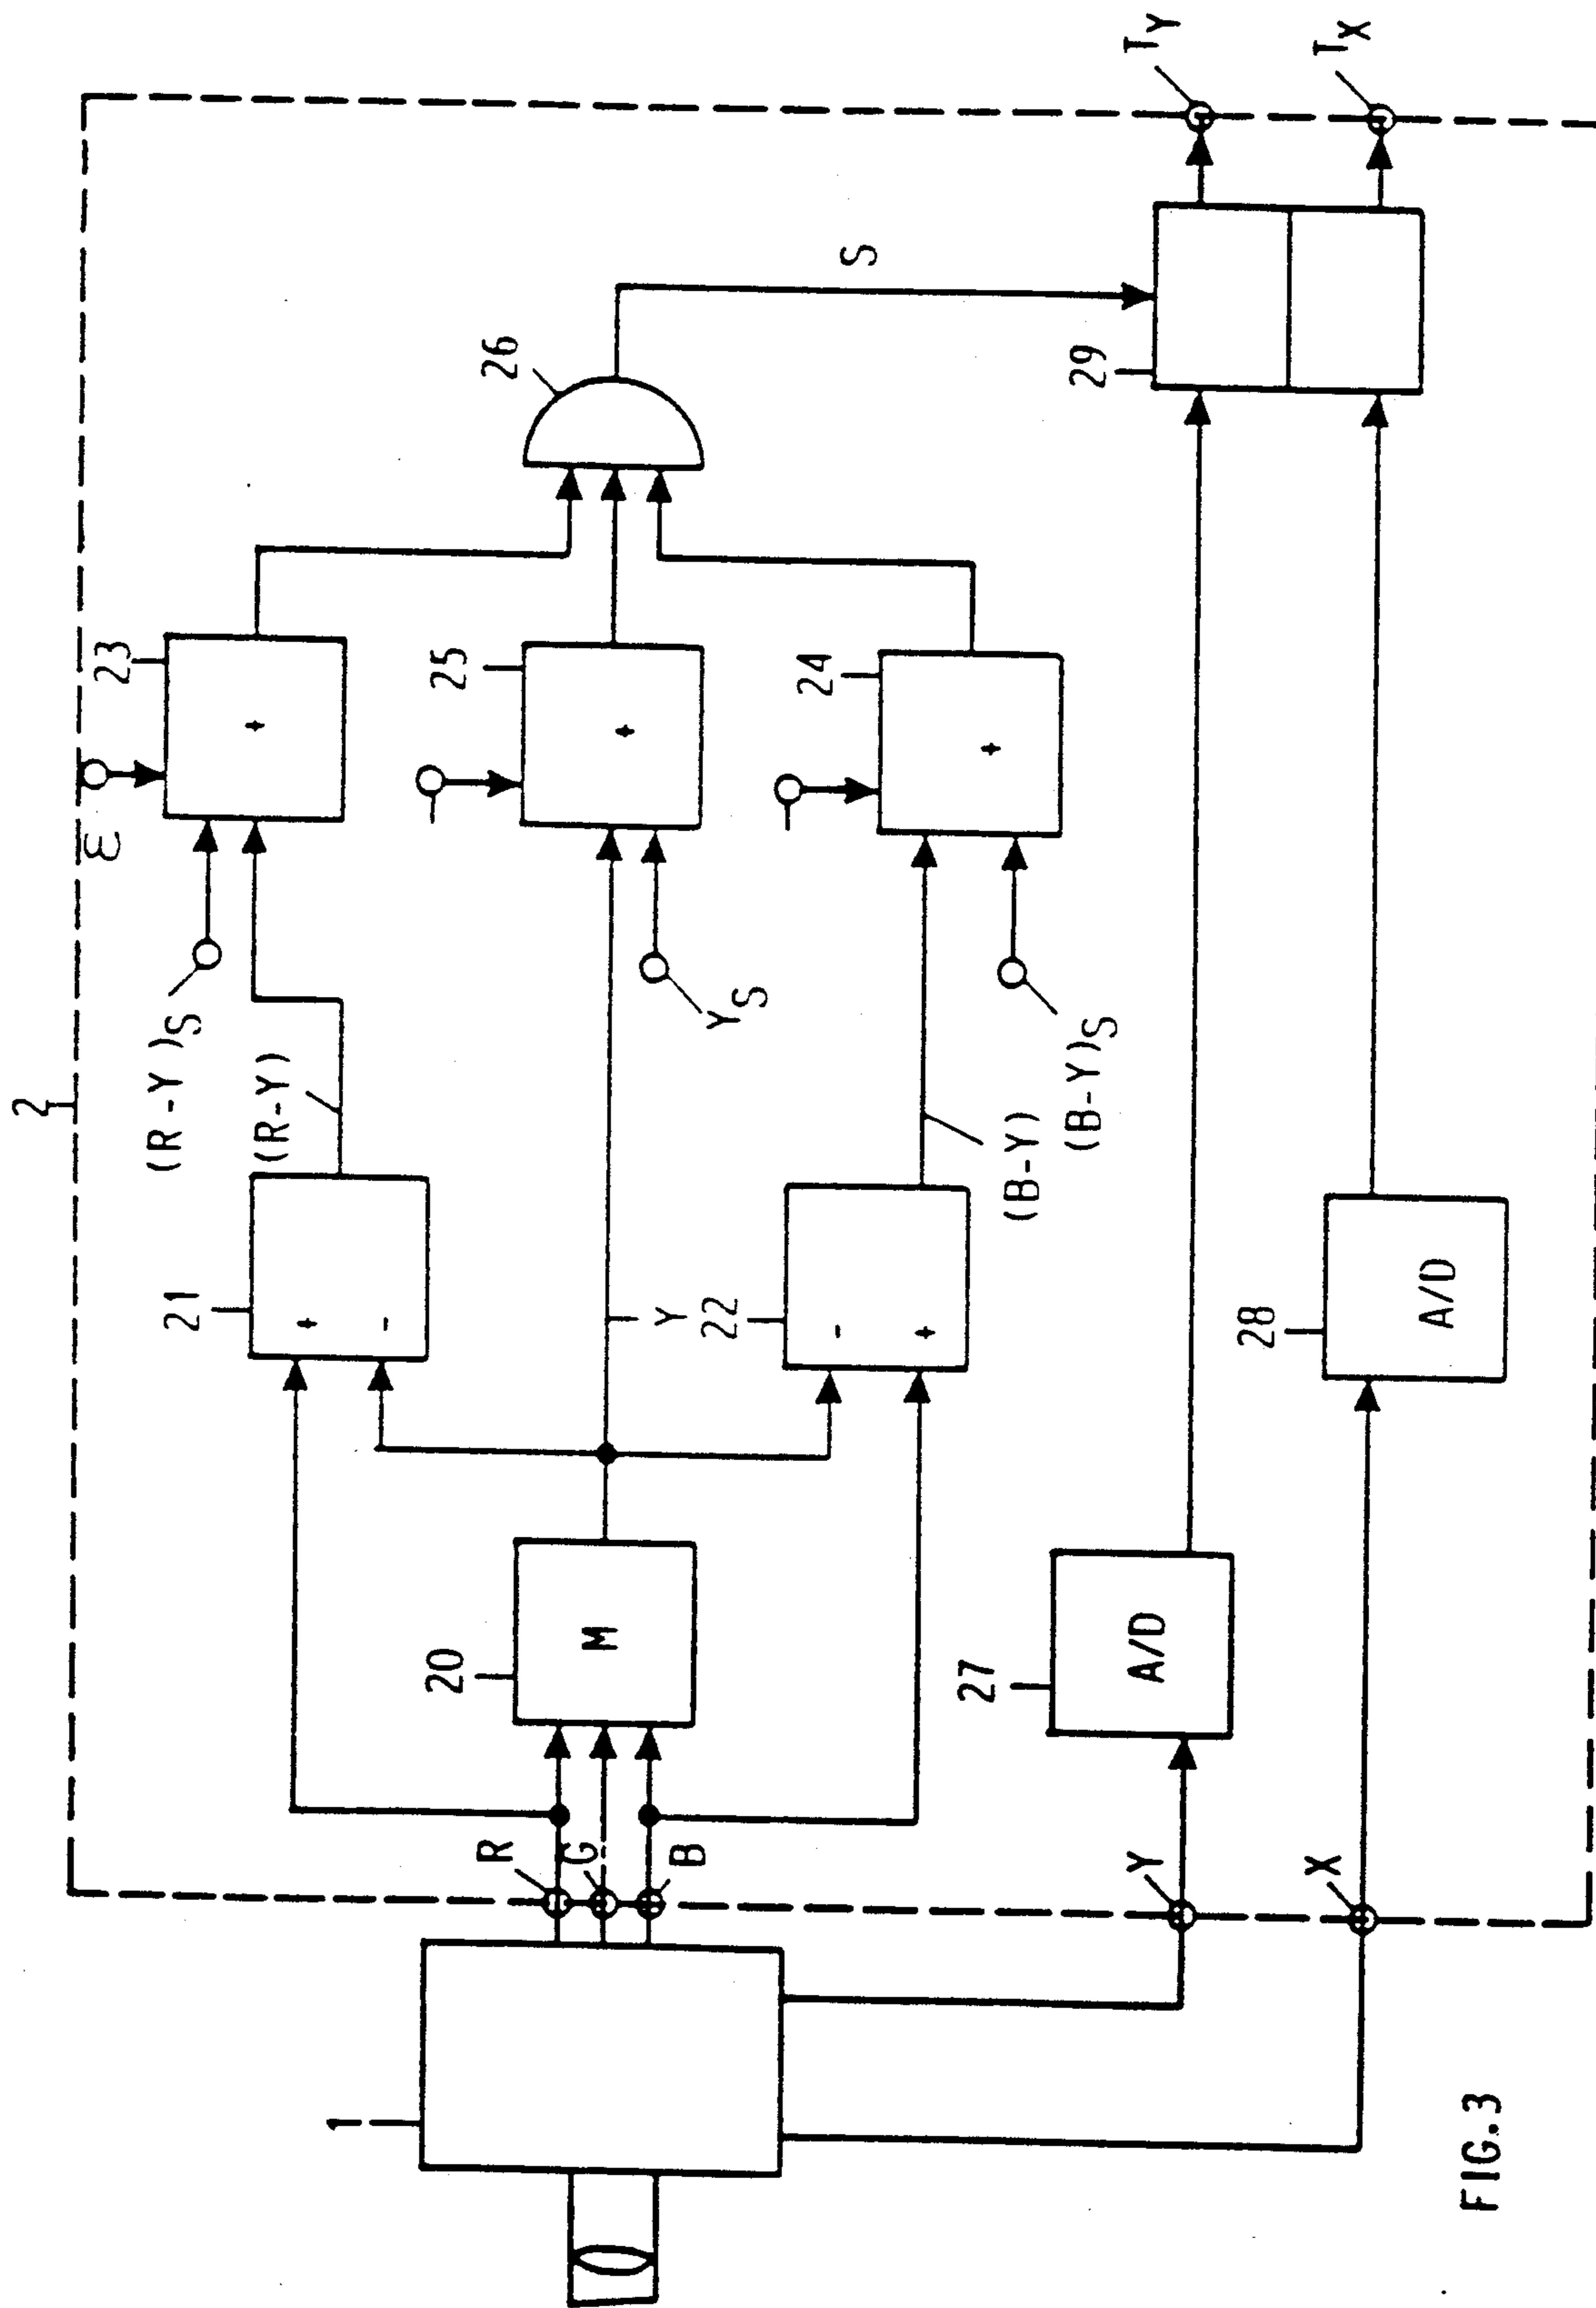 2
ε
23
(R-Y)S
(R-Y)
21
+
-
+
26
25
+
YS
Y
20
M
R
G
B
1
S
24
+
(B-Y)
(B-Y)S
22
-
+
29
TY
TX
27
A/D
28
A/D
Y
X
FIG.3